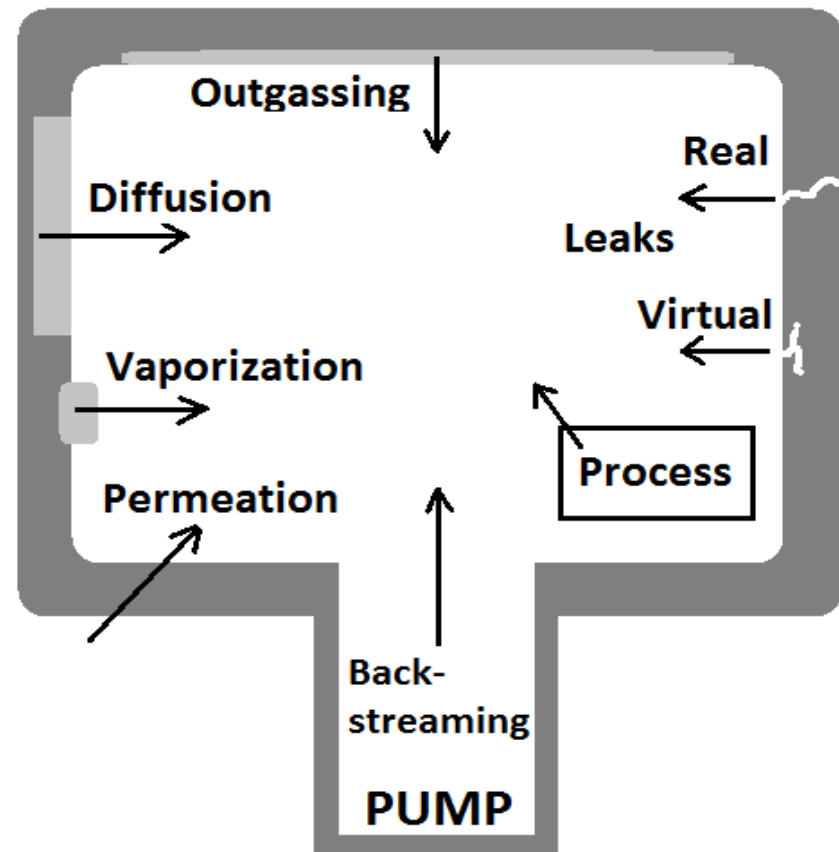 Outgassing
Real
Diffusion
Leaks
Virtual
Vaporization
Process
Permeation
Back-
streaming
PUMP